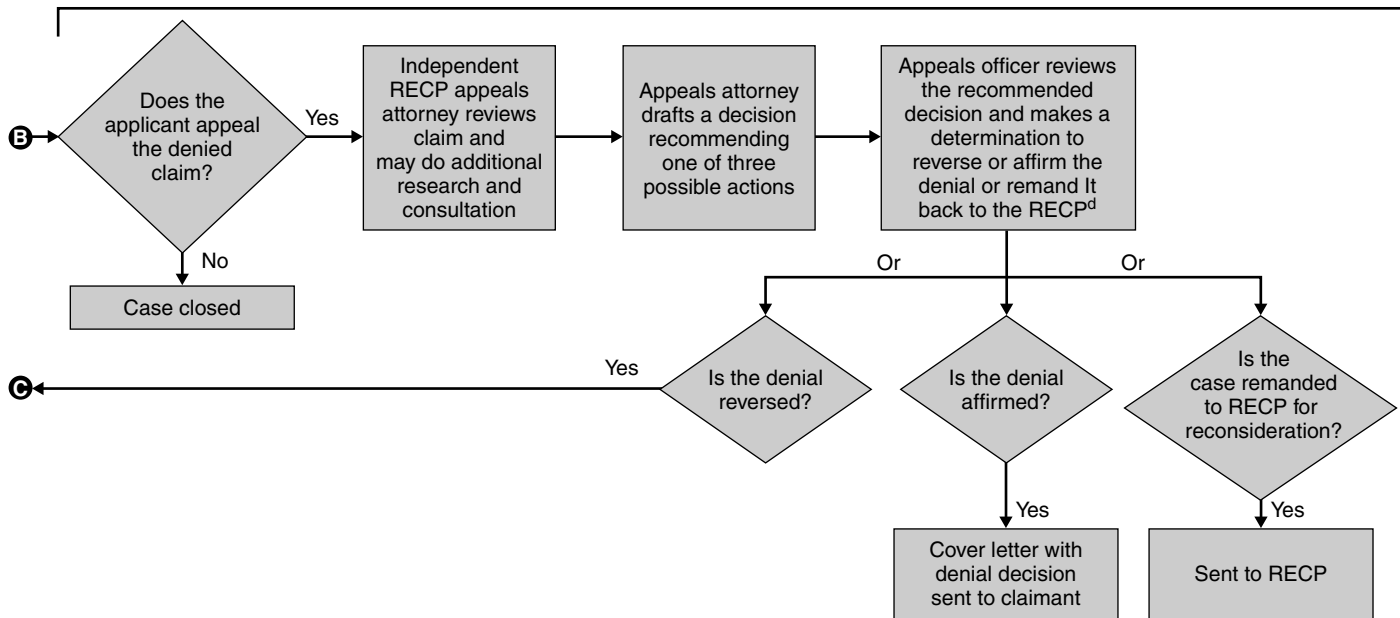 B
Does the
applicant appeal
the denied
claim?
Yes
Independent
RECP appeals
attorney reviews
claim and
may do additional
research and
consultation
Appeals attorney
drafts a decision
recommending
one of three
possible actions
Appeals officer reviews
the recommended
decision and makes a
determination to
reverse or affirm the
denial or remand It
back to the RECPd
No
Case closed
Or
Or
C
Yes
Is the denial
reversed?
Is the denial
affirmed?
Is the
case remanded
to RECP for
reconsideration?
Yes
Yes
Cover letter with
denial decision
sent to claimant
Sent to RECP